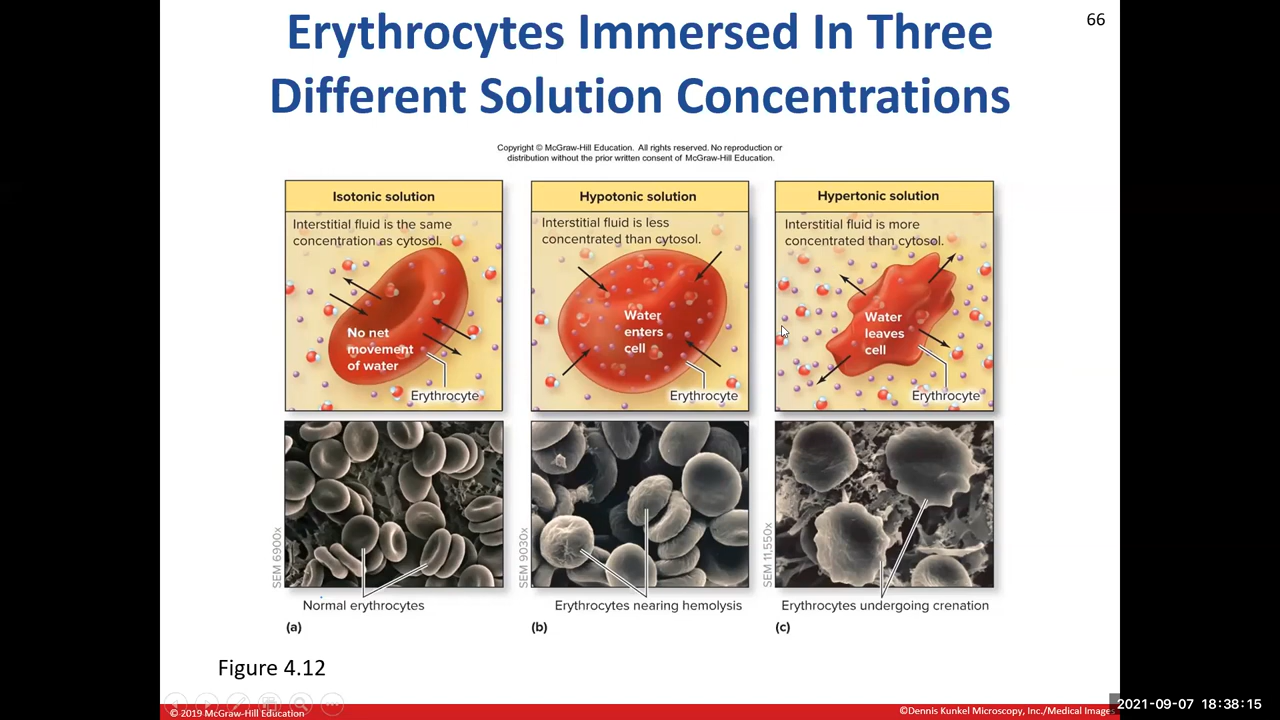 66
Erythrocytes Immersed In Three
Different Solution Concentrations
Copyright © McGraw-Hill Education. All rights reserved. No reproduction or
distribution without the prior written consent of McGraw-Hill Education.
Isotonic solution
Interstitial fluid is the same
concentration as cytosol.
No net
movement
of water
Erythrocyte
SEM 6900x
Normal erythrocytes
(a)
Hypotonic solution
Interstitial fluid is less
concentrated than cytosol.
Water
enters
cell
Erythrocyte
SEM 9030x
Erythrocytes nearing hemolysis
(b)
Hypertonic solution
Interstitial fluid is more
concentrated than cytosol.
Water
leaves
cell
Erythrocyte
SEM 11,550x
Erythrocytes undergoing crenation
(c)
Figure 4.12
© 2019 McGraw-Hill Education
©Dennis Kunkel Microscopy, Inc./Medical Images
2021-09-07 18:38:15